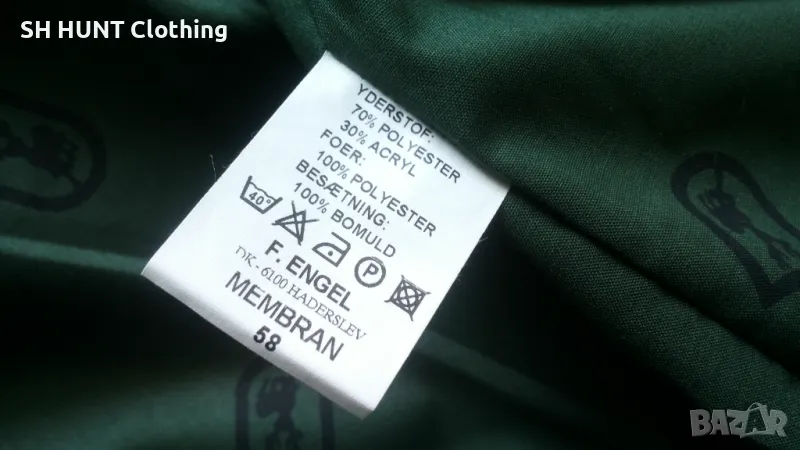 SH HUNT Clothing
YDERSTOF:
70% POLYESTER
30% ACRYL
FOER:
100% POLYESTER
BESÆTNING:
100% BOMULD
40°
P
F. ENGEL
DK - 6100 HADERSLEV
MEMBRAN
58
BAZAR